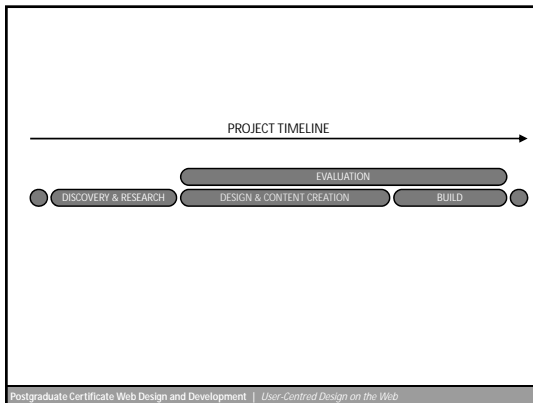 PROJECT TIMELINE
EVALUATION
DISCOVERY & RESEARCH
DESIGN & CONTENT CREATION
BUILD
Postgraduate Certificate Web Design and Development | User-Centred Design on the Web